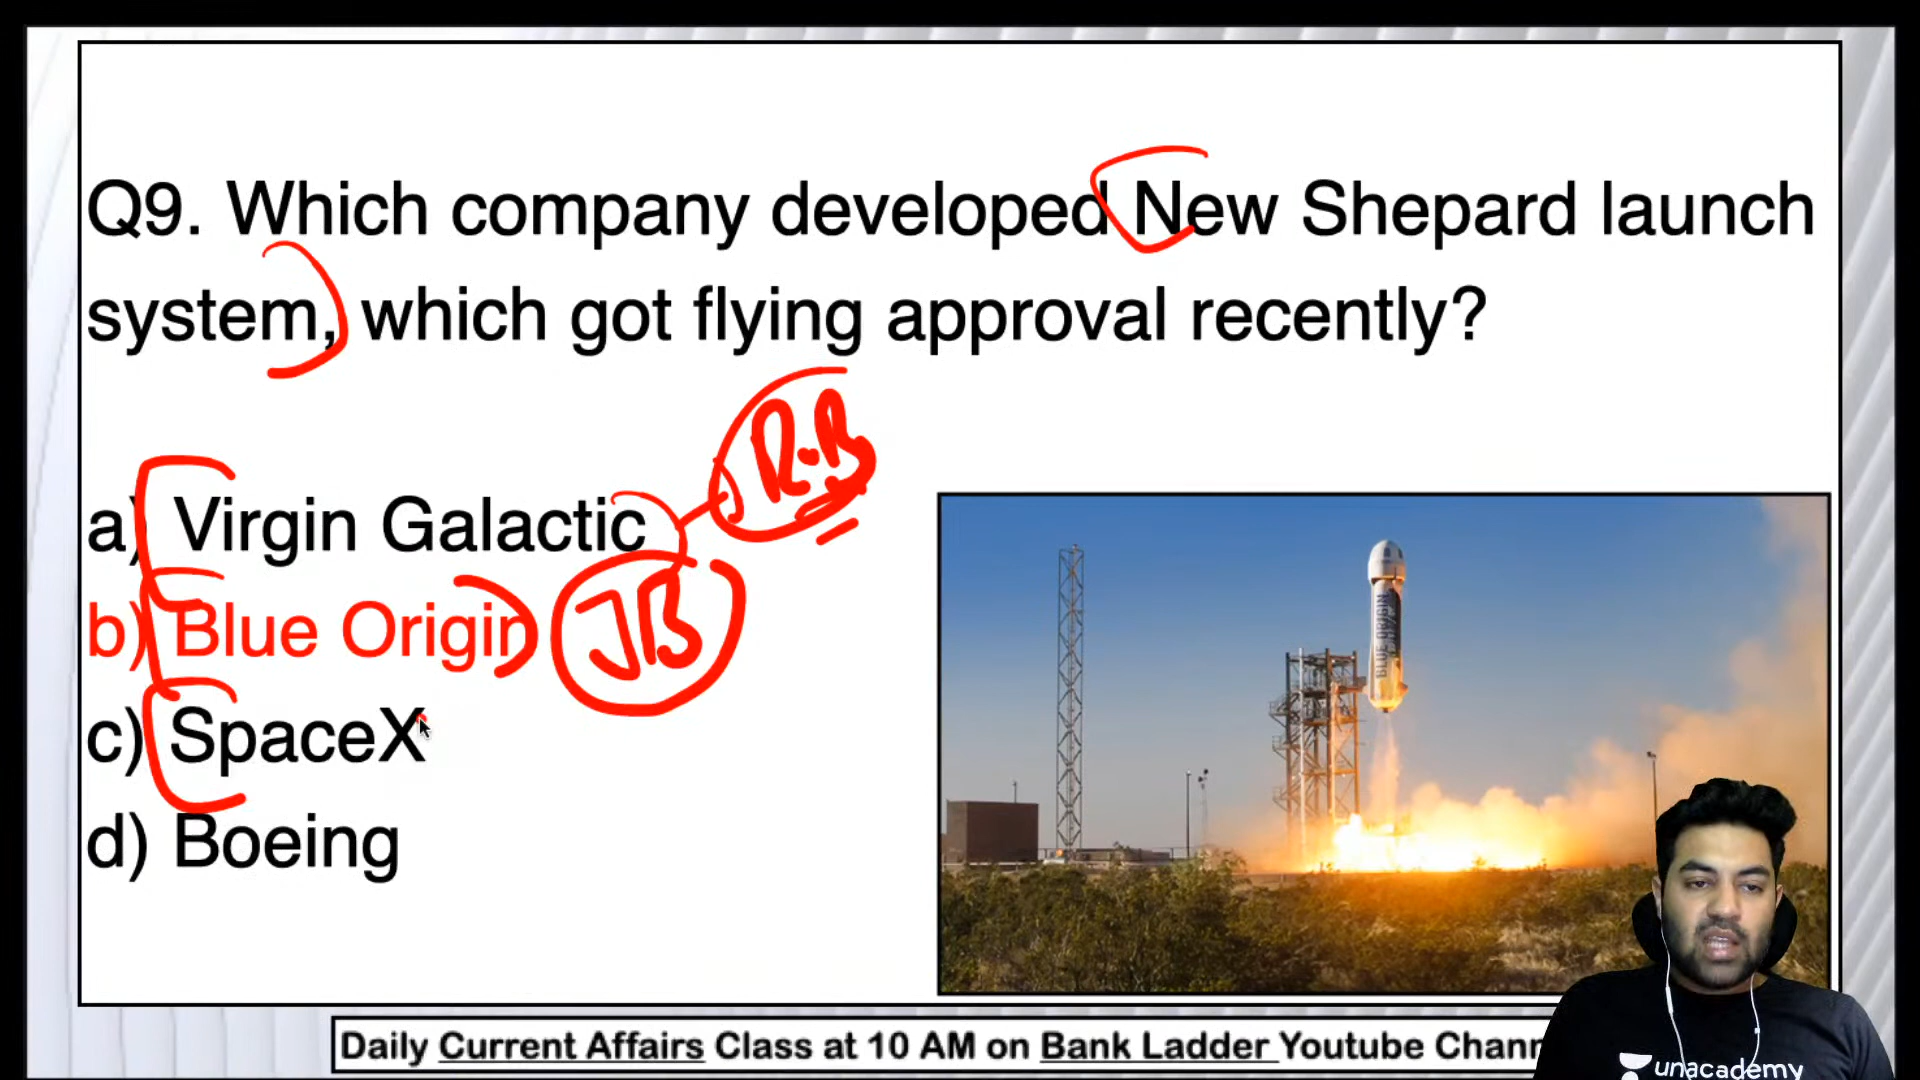 Q9. Which company developed New Shepard launch
system, which got flying approval recently?
R.B
a) Virgin Galactic
b) Blue Origin JB
c) SpaceX
d) Boeing
BLUE ORIGIN
Daily Current Affairs Class at 10 AM on Bank Ladder Youtube Chann
unacademy